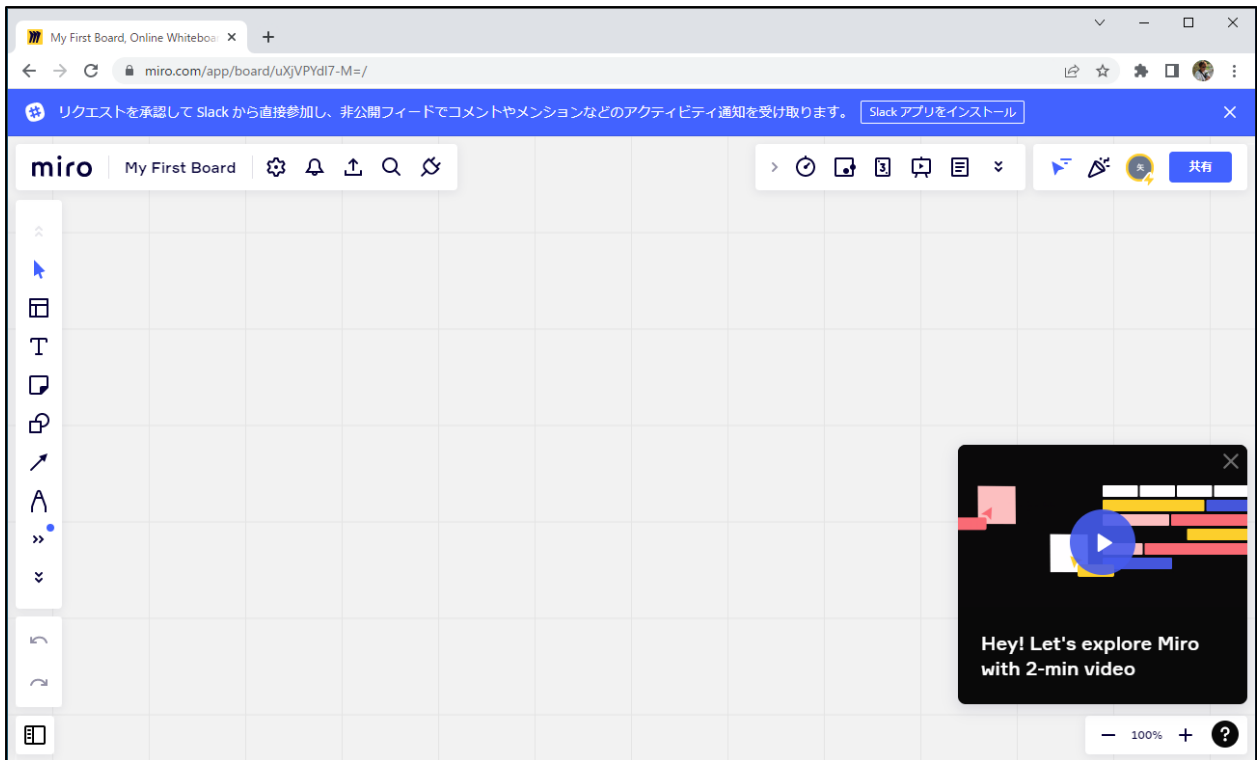 My First Board, Online Whiteboa
miro.com/app/board/uXjVPYdI7-M=/
リクエストを承認して Slack から直接参加し、非公開フィードでコメントやメンションなどのアクティビティ通知を受け取ります。 Slack アプリをインストール
miro My First Board 3 矢 共有
Hey! Let's explore Miro
with 2-min video
100% ?